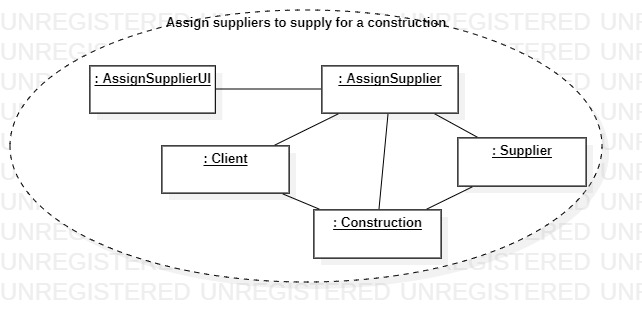 Assign suppliers to supply for a construction
: AssignSupplierUI
: AssignSupplier
: Client
: Supplier
: Construction
UNREGISTERED UNREGISTERED UNREGISTERED UN
UNREGISTERED UNREGISTERED UNREGISTERED UN